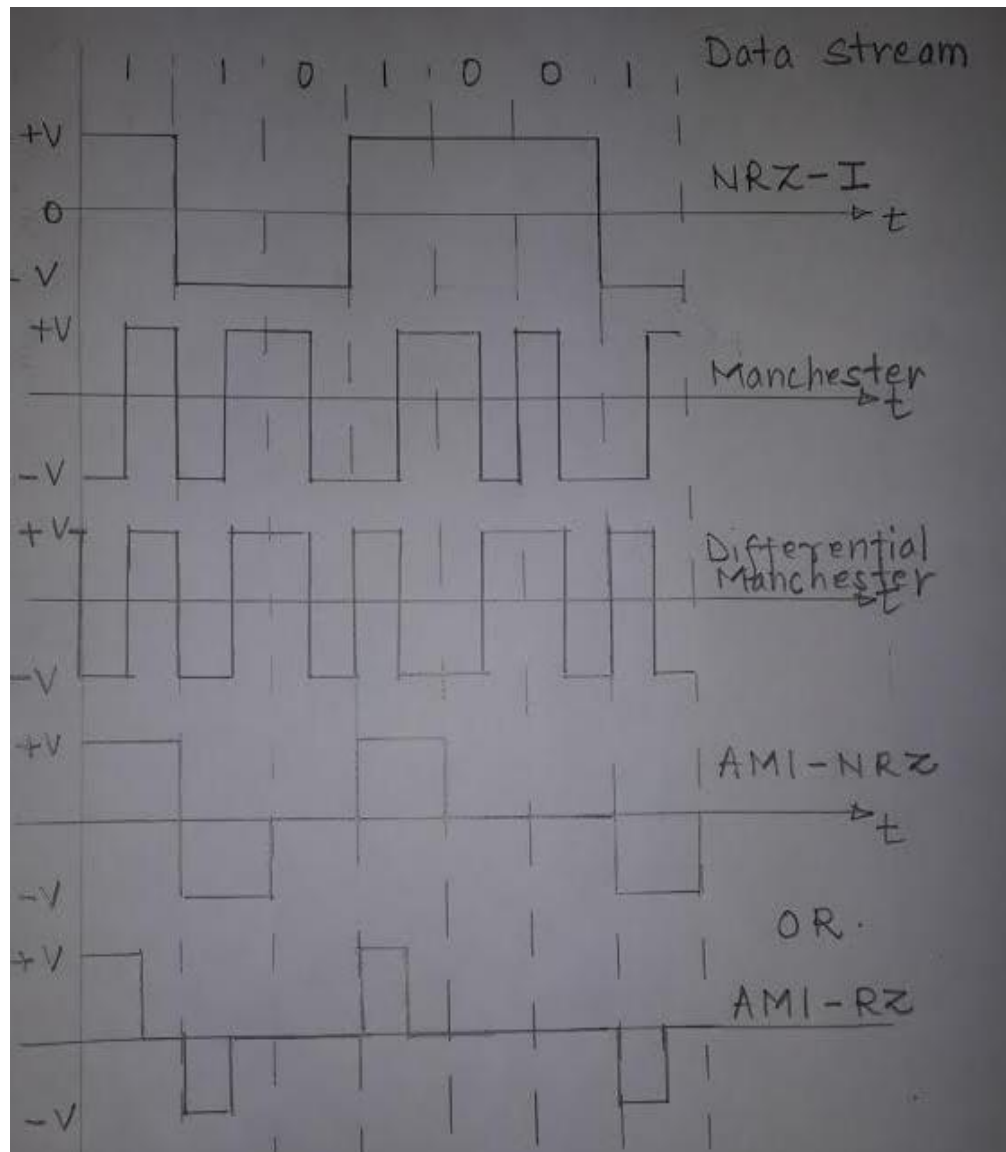 1 1 0 1 0 0 1 Data stream
+V
NRZ-I
0
t
-V
+V
Manchester
t
-V
+V
Differential
Manchester
t
-V
+V
AMI-NRZ
t
-V
OR.
+V
AMI-RZ
-V